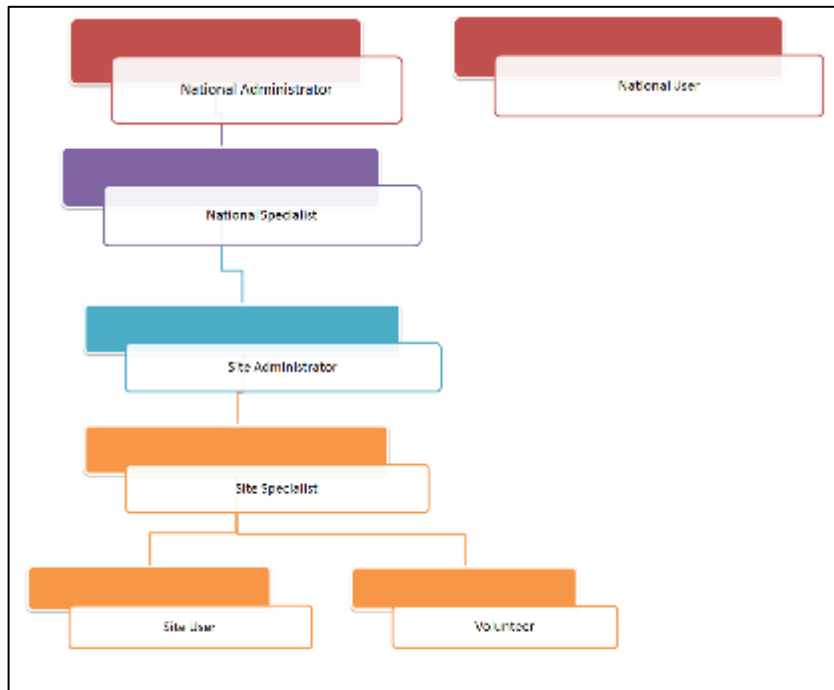 National Administrator
National User
National Specialist
Site Administrator
Site Specialist
Site User
Volunteer